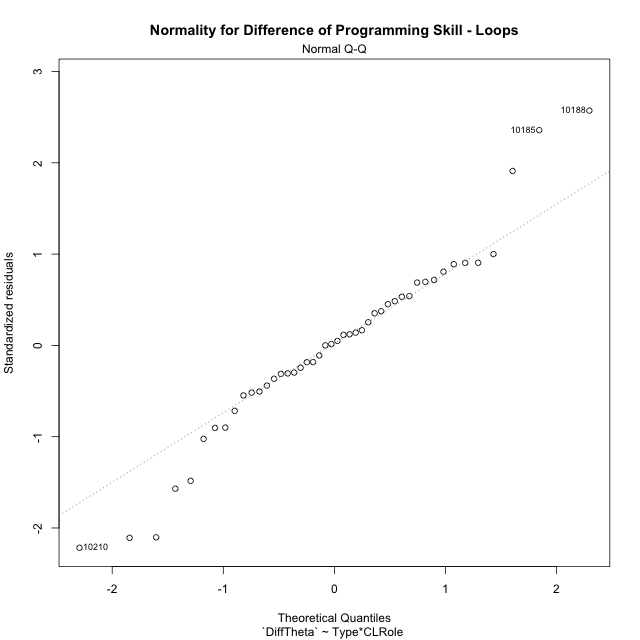 Normality for Difference of Programming Skill - Loops
Normal Q-Q
3
2
1
0
-1
-2
Standardized residuals
10188
10185
10210
-2 -1 0 1 2
Theoretical Quantiles
`DiffTheta` ~ Type*CLRole